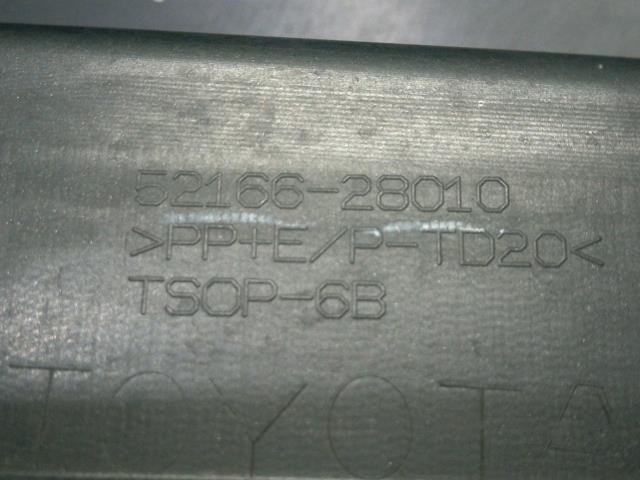 52166-28010
>PP+E/P-TD20<
TSOP-6B
TOYOTA